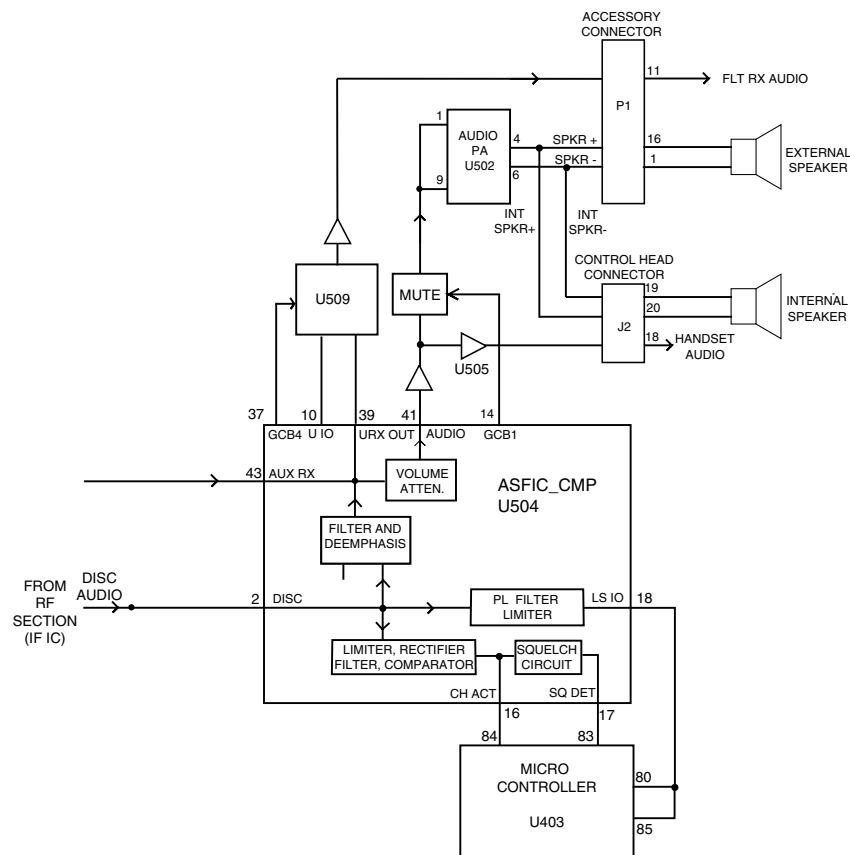 ACCESSORY
CONNECTOR
11
FLT RX AUDIO
P1
1
AUDIO
PA
U502
4
SPKR +
16
9
6
SPKR -
1
EXTERNAL
SPEAKER
INT
SPKR+
INT
SPKR-
CONTROL HEAD
CONNECTOR
U509
MUTE
19
20
INTERNAL
SPEAKER
J2
18
HANDSET
AUDIO
U505
37
10
39
41
14
GCB4
U IO
URX OUT
AUDIO
GCB1
43
AUX RX
VOLUME
ATTEN.
ASFIC_CMP
U504
FILTER AND
DEEMPHASIS
FROM
RF
SECTION
(IF IC)
DISC
AUDIO
2
DISC
PL FILTER
LIMITER
LS IO
18
LIMITER, RECTIFIER
FILTER, COMPARATOR
SQUELCH
CIRCUIT
CH ACT
SQ DET
16
17
84
83
MICRO
CONTROLLER
80
U403
85